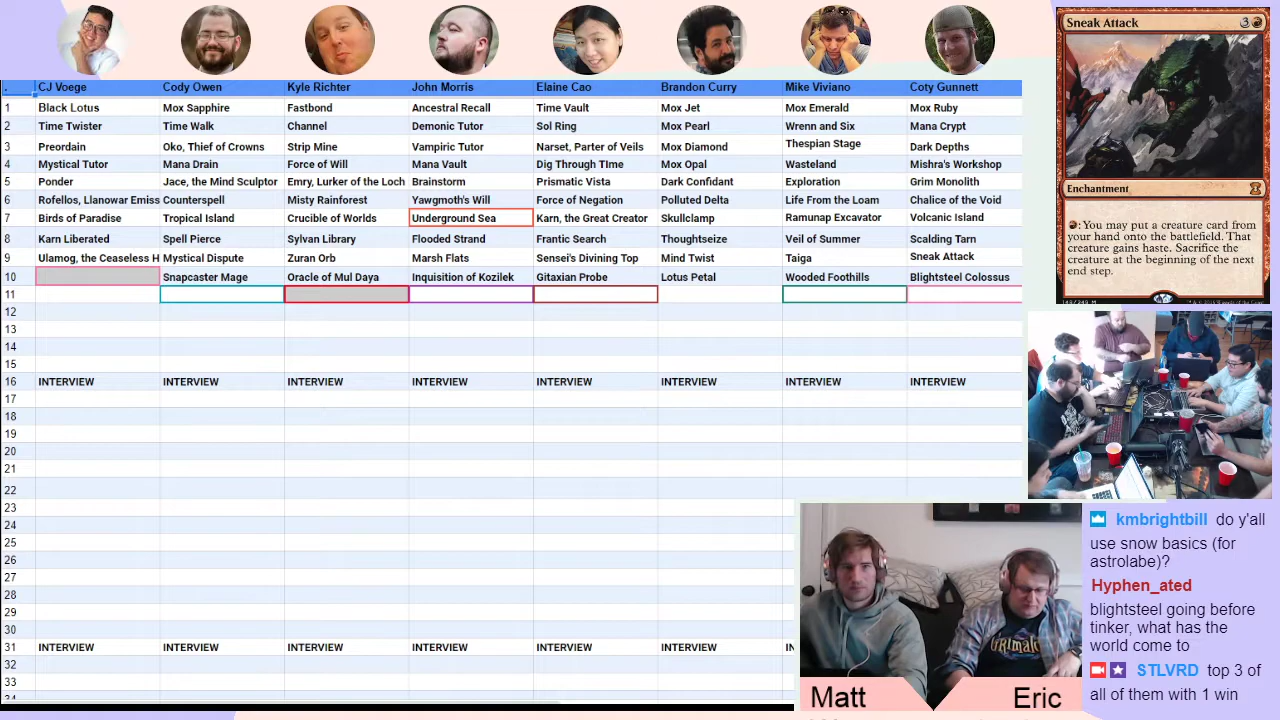 . CJ Voege Cody Owen Kyle Richter John Morris Elaine Cao Brandon Curry Mike Viviano Coty Gunnett
1 Black Lotus Mox Sapphire Fastbond Ancestral Recall Time Vault Mox Jet Mox Emerald Mox Ruby
2 Time Twister Time Walk Channel Demonic Tutor Sol Ring Mox Pearl Wrenn and Six Mana Crypt
3 Preordain Oko, Thief of Crowns Strip Mine Vampiric Tutor Narset, Parter of Veils Mox Diamond Thespian Stage Dark Depths
4 Mystical Tutor Mana Drain Force of Will Mana Vault Dig Through TIme Mox Opal Wasteland Mishra's Workshop
5 Ponder Jace, the Mind Sculptor Emry, Lurker of the Loch Brainstorm Prismatic Vista Dark Confidant Exploration Grim Monolith
6 Rofellos, Llanowar Emiss Counterspell Misty Rainforest Yawgmoth's Will Force of Negation Polluted Delta Life From the Loam Chalice of the Void
7 Birds of Paradise Tropical Island Crucible of Worlds Underground Sea Karn, the Great Creator Skullclamp Ramunap Excavator Volcanic Island
8 Karn Liberated Spell Pierce Sylvan Library Flooded Strand Frantic Search Thoughtseize Veil of Summer Scalding Tarn
9 Ulamog, the Ceaseless H Mystical Dispute Zuran Orb Marsh Flats Sensei's Divining Top Mind Twist Taiga Sneak Attack
10 Snapcaster Mage Oracle of Mul Daya Inquisition of Kozilek Gitaxian Probe Lotus Petal Wooded Foothills Blightsteel Colossus
11
12
13
14
15
16 INTERVIEW INTERVIEW INTERVIEW INTERVIEW INTERVIEW INTERVIEW INTERVIEW INTERVIEW
17
18
19
20
21
22
23
24
25
26
27
28
29
30
31 INTERVIEW INTERVIEW INTERVIEW INTERVIEW INTERVIEW INTERVIEW IN
32
33
34
Sneak Attack 3
Enchantment
: You may put a creature card from
your hand onto the battlefield. That
creature gains haste. Sacrifice the
creature at the beginning of the next
end step.
GRIMAL
Matt Eric
kmbrightbill do y'all
use snow basics (for
astrolabe)?
Hyphen_ated
blightsteel going before
tinker, what has the
world come to
STLVRD top 3 of
all of them with 1 win